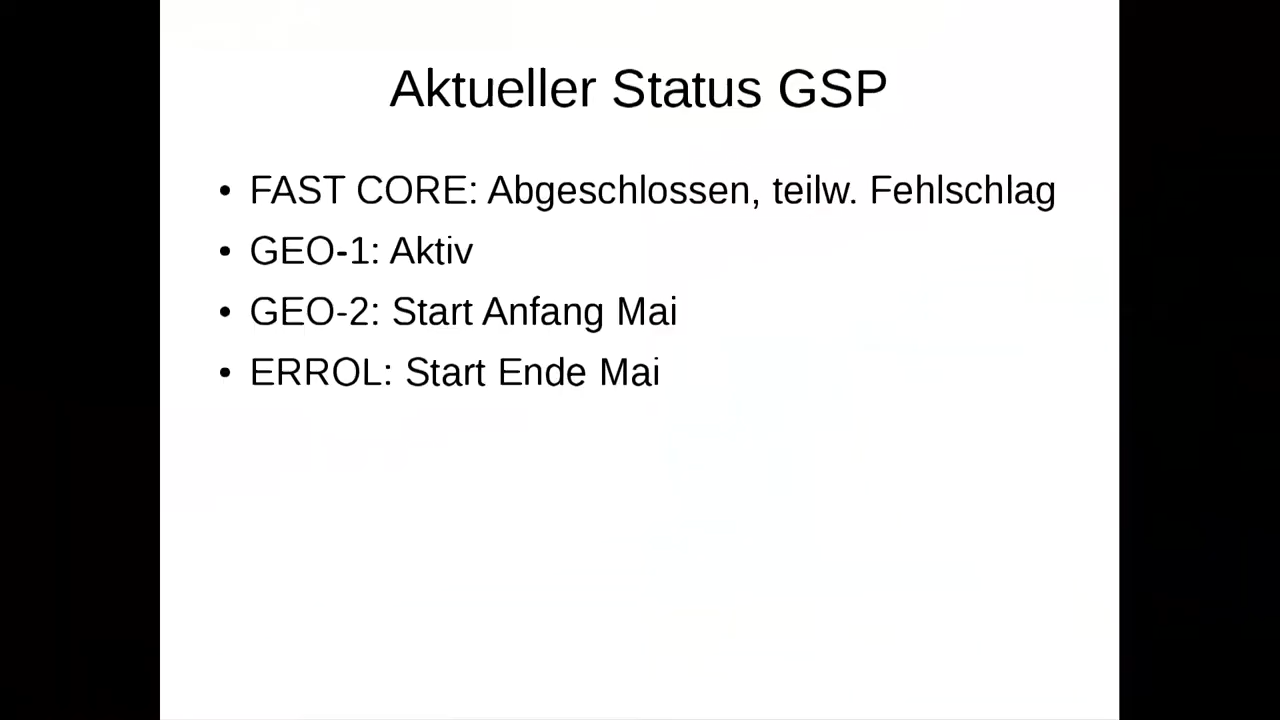 Aktueller Status GSP
• FAST CORE: Abgeschlossen, teilw. Fehlschlag
• GEO-1: Aktiv
• GEO-2: Start Anfang Mai
• ERROL: Start Ende Mai